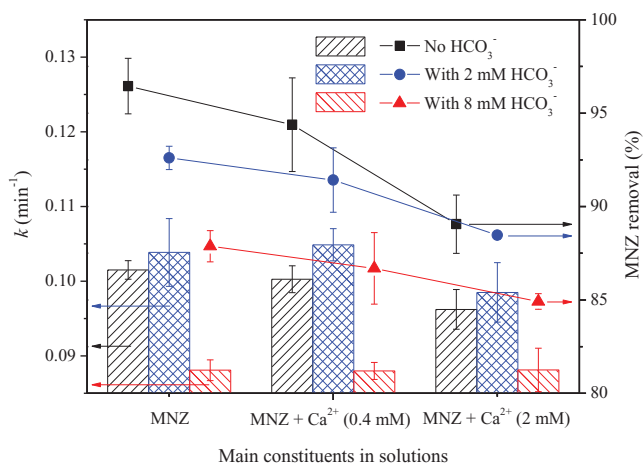 0.13
0.12
0.11
0.10
0.09
k (min⁻¹)
No HCO₃⁻
With 2 mM HCO₃⁻
With 8 mM HCO₃⁻
100
95
90
85
80
MNZ removal (%)
MNZ MNZ + Ca²⁺ (0.4 mM) MNZ + Ca²⁺ (2 mM)
Main constituents in solutions